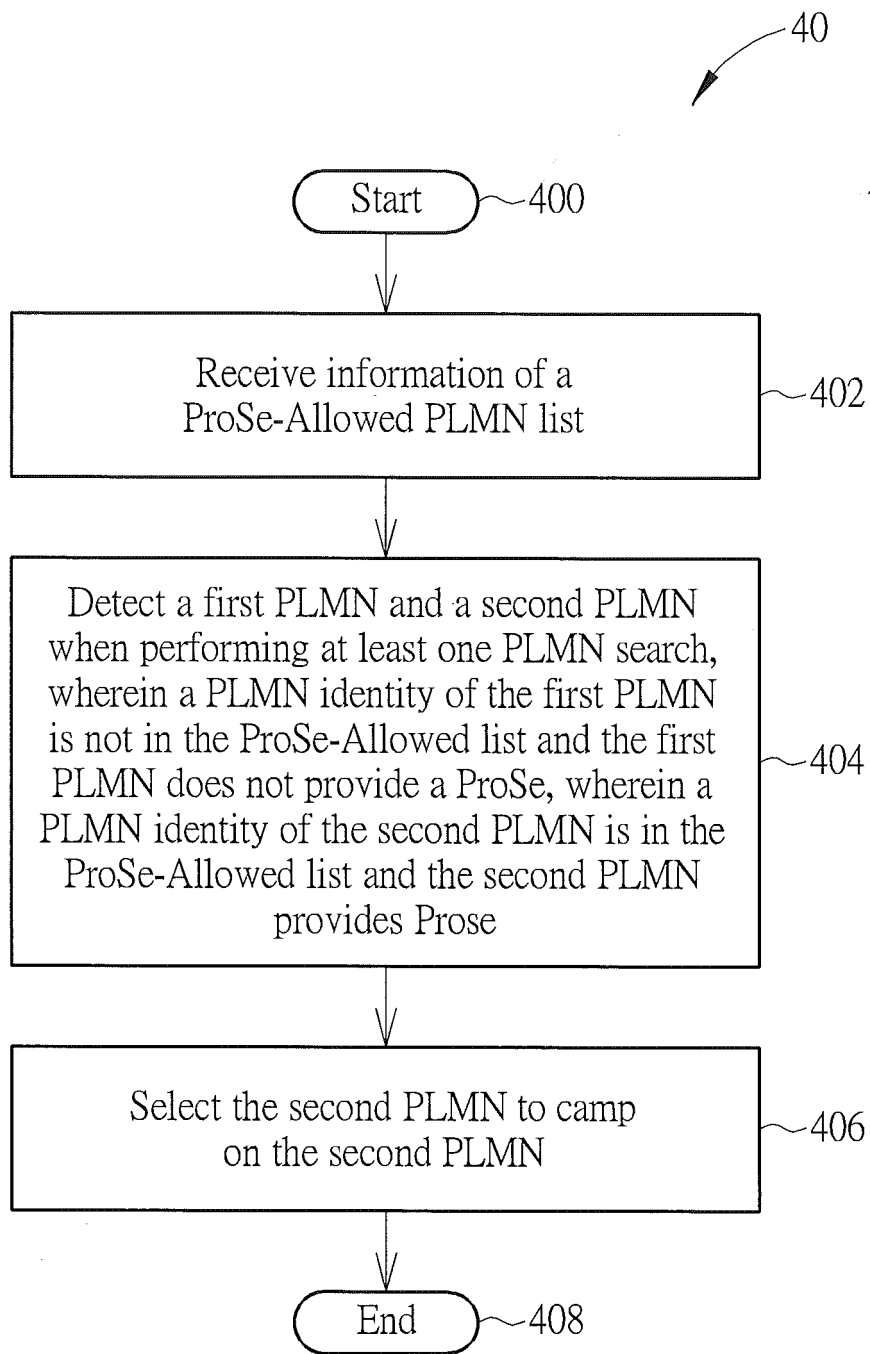 40
Start
400
Receive information of a
ProSe-Allowed PLMN list
402
Detect a first PLMN and a second PLMN
when performing at least one PLMN search,
wherein a PLMN identity of the first PLMN
is not in the ProSe-Allowed list and the first
PLMN does not provide a ProSe, wherein a
PLMN identity of the second PLMN is in the
ProSe-Allowed list and the second PLMN
provides Prose
404
Select the second PLMN to camp
on the second PLMN
406
End
408